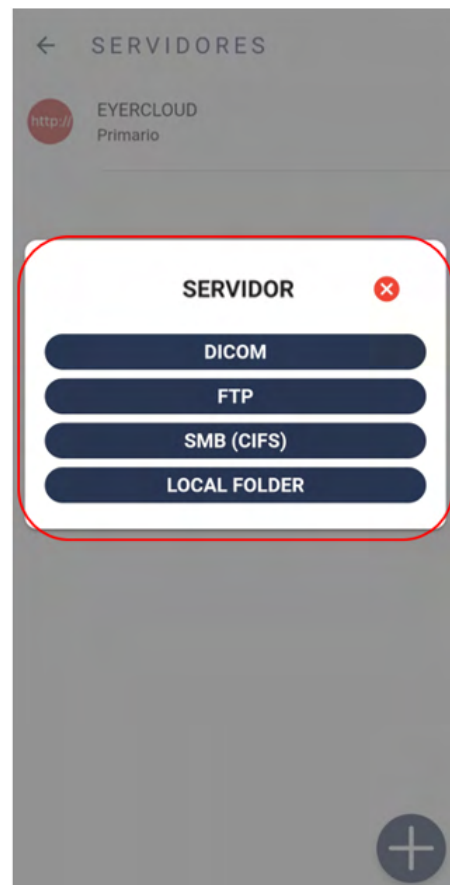 SERVIDORES
http://
EYERCLOUD
Primario
SERVIDOR
DICOM
FTP
SMB (CIFS)
LOCAL FOLDER